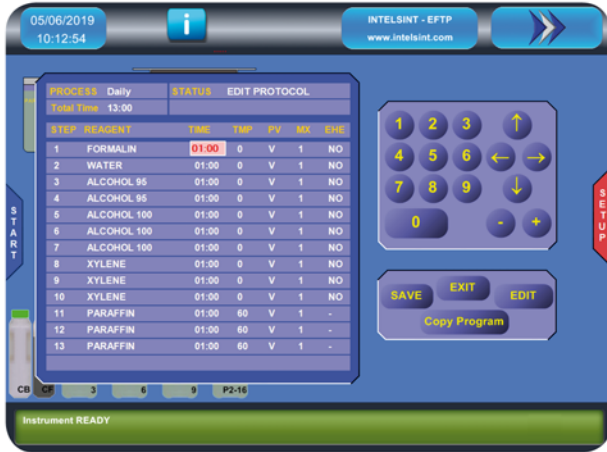 05/06/2019
10:12:54
i
INTELSINT - EFTP
www.intelsint.com
PROCESS Daily STATUS EDIT PROTOCOL
Total Time 13:00
STEP REAGENT TIME TMP PV MX EHE
1 FORMALIN 01:00 0 V 1 NO
2 WATER 01:00 0 V 1 NO
3 ALCOHOL 95 01:00 0 V 1 NO
4 ALCOHOL 95 01:00 0 V 1 NO
5 ALCOHOL 100 01:00 0 V 1 NO
6 ALCOHOL 100 01:00 0 V 1 NO
7 ALCOHOL 100 01:00 0 V 1 NO
8 XYLENE 01:00 0 V 1 NO
9 XYLENE 01:00 0 V 1 NO
10 XYLENE 01:00 0 V 1 NO
11 PARAFFIN 01:00 60 V 1 -
12 PARAFFIN 01:00 60 V 1 -
13 PARAFFIN 01:00 60 V 1 -
1 2 3 ↑
4 5 6 ← →
7 8 9 ↓
0 - +
SAVE EXIT EDIT
Copy Program
START
SETUP
CB CF 3 6 9 P2-16
Instrument READY